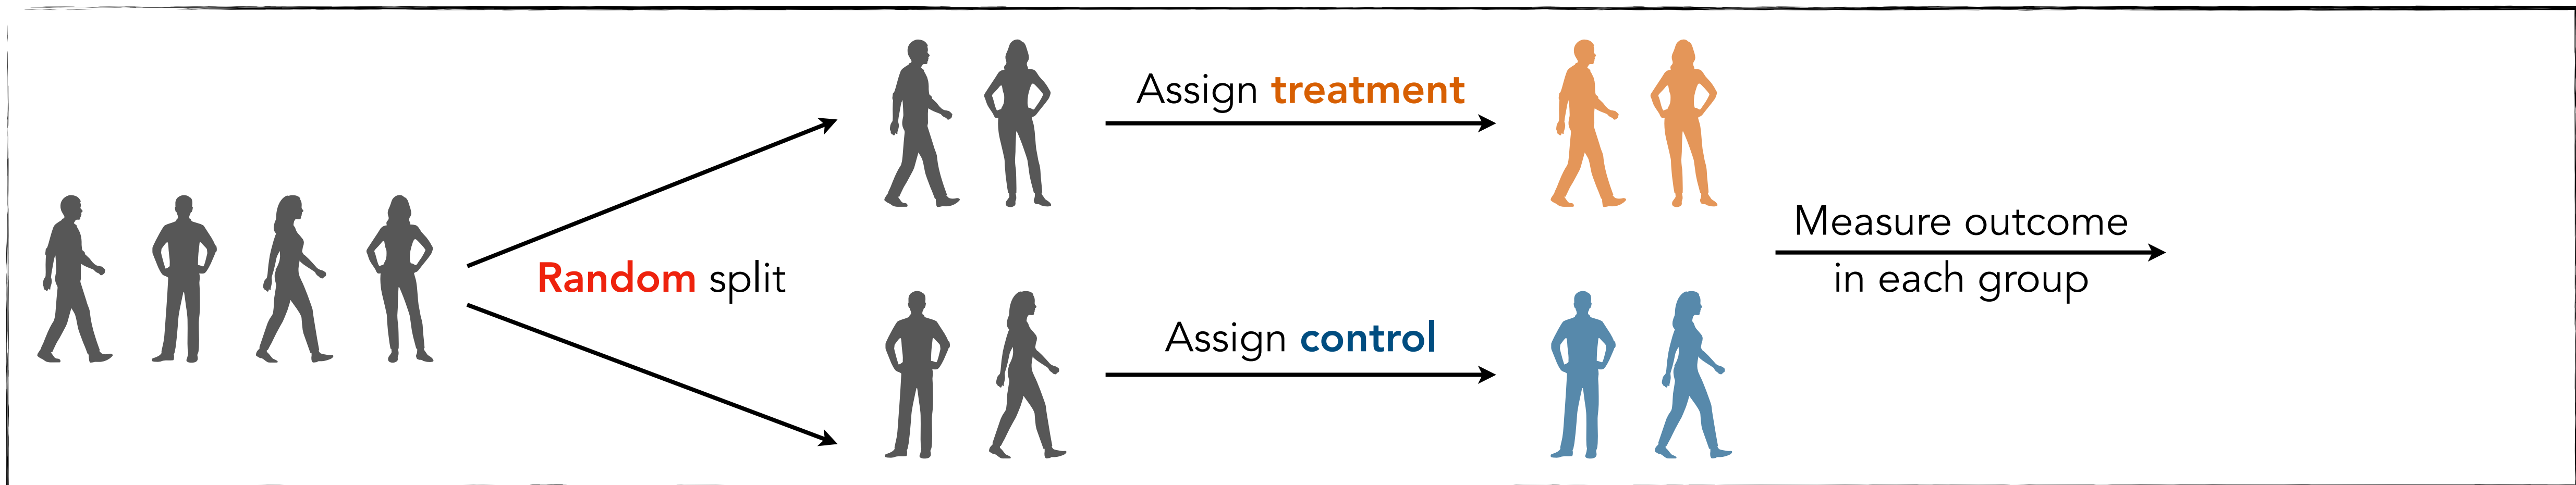 Random split
Assign treatment
Assign control
Measure outcome
in each group